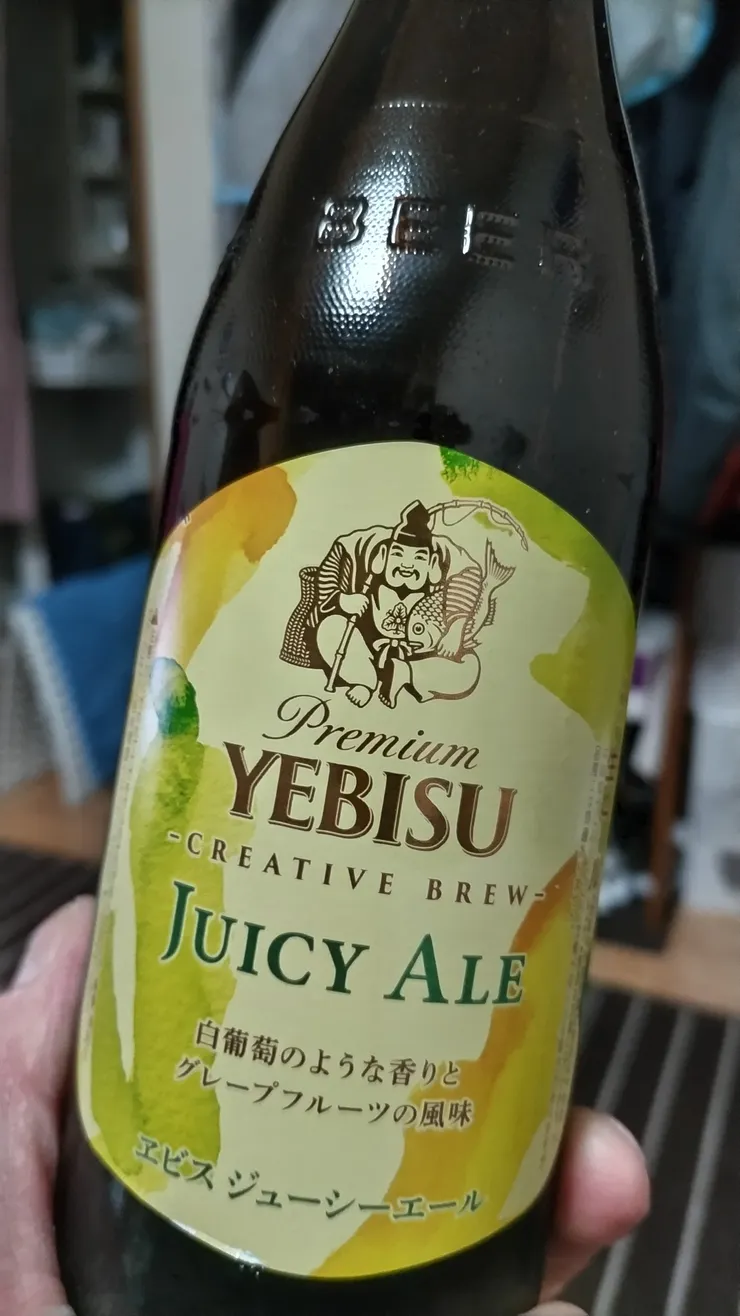 BEER
Premium
YEBISU
-CREATIVE BREW-
JUICY ALE
白葡萄のような香りと
グレープフルーツの風味
ヱビス ジューシーエール